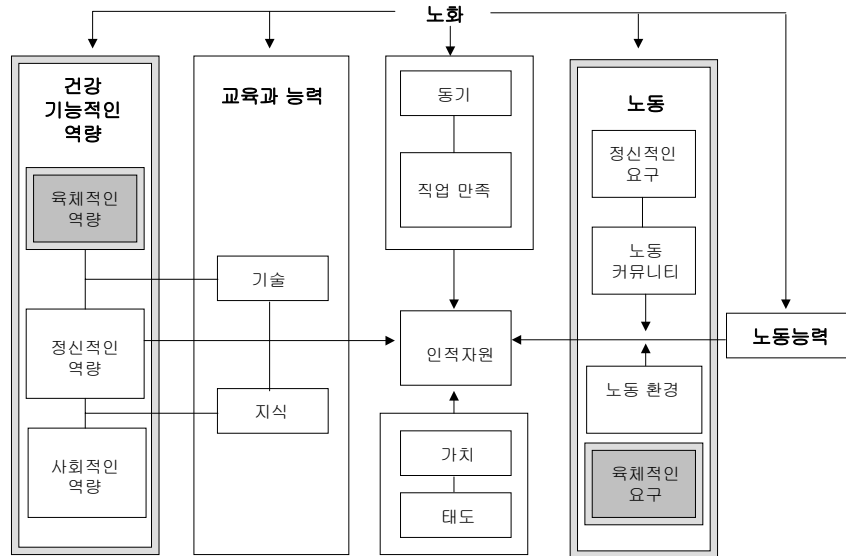 노화
건강
기능적인
역량
육체적인
역량
정신적인
역량
사회적인
역량
교육과 능력
기술
지식
동기
직업 만족
인적자원
가치
태도
노동
정신적인
요구
노동
커뮤니티
노동 환경
육체적인
요구
노동능력